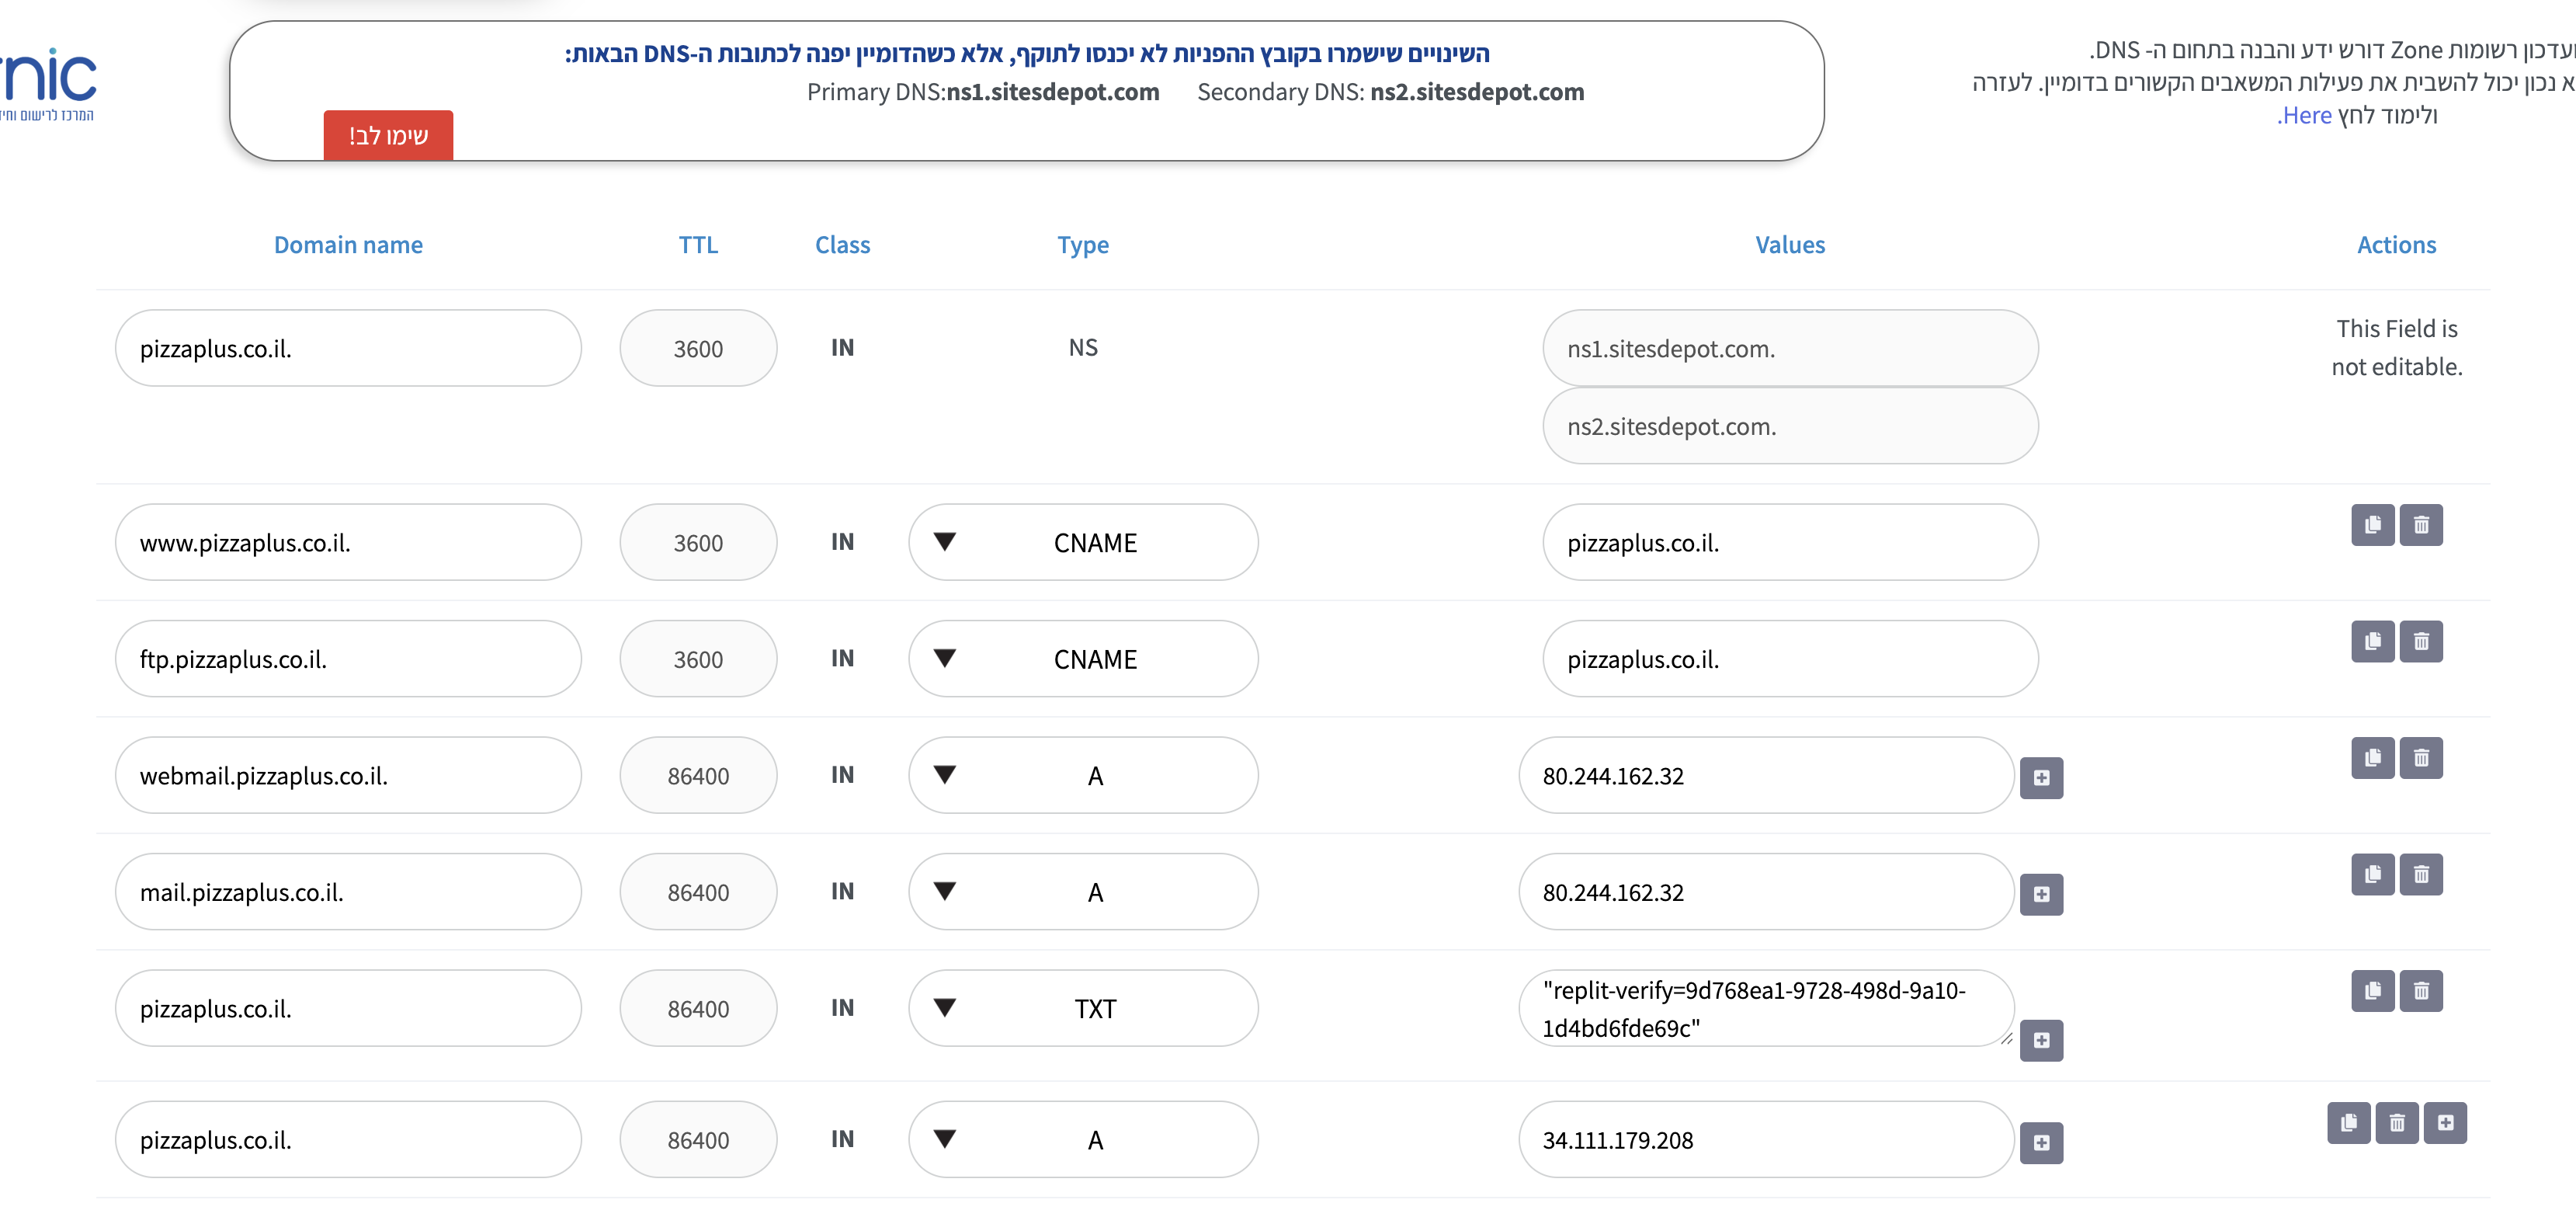 השינויים שישמרו בקובץ ההפניות לא יכנסו לתוקף, אלא כשהדומיין יפנה לכתובות ה-DNS הבאות:
Primary DNS:ns1.sitesdepot.com Secondary DNS: ns2.sitesdepot.com
שימו לב!
עדכון רשומות Zone דורש ידע והבנה בתחום ה- DNS.
א נכון יכול להשבית את פעילות המשאבים הקשורים בדומיין. לעזרה
ולימוד לחץ Here.
nic
המרכז לרישום
Domain name TTL Class Type Values Actions
pizzaplus.co.il. 3600 IN NS ns1.sitesdepot.com. This Field is
not editable.
ns2.sitesdepot.com.
www.pizzaplus.co.il. 3600 IN CNAME pizzaplus.co.il.
ftp.pizzaplus.co.il. 3600 IN CNAME pizzaplus.co.il.
webmail.pizzaplus.co.il. 86400 IN A 80.244.162.32
mail.pizzaplus.co.il. 86400 IN A 80.244.162.32
pizzaplus.co.il. 86400 IN TXT "replit-verify=9d768ea1-9728-498d-9a10-
1d4bd6fde69c"
pizzaplus.co.il. 86400 IN A 34.111.179.208